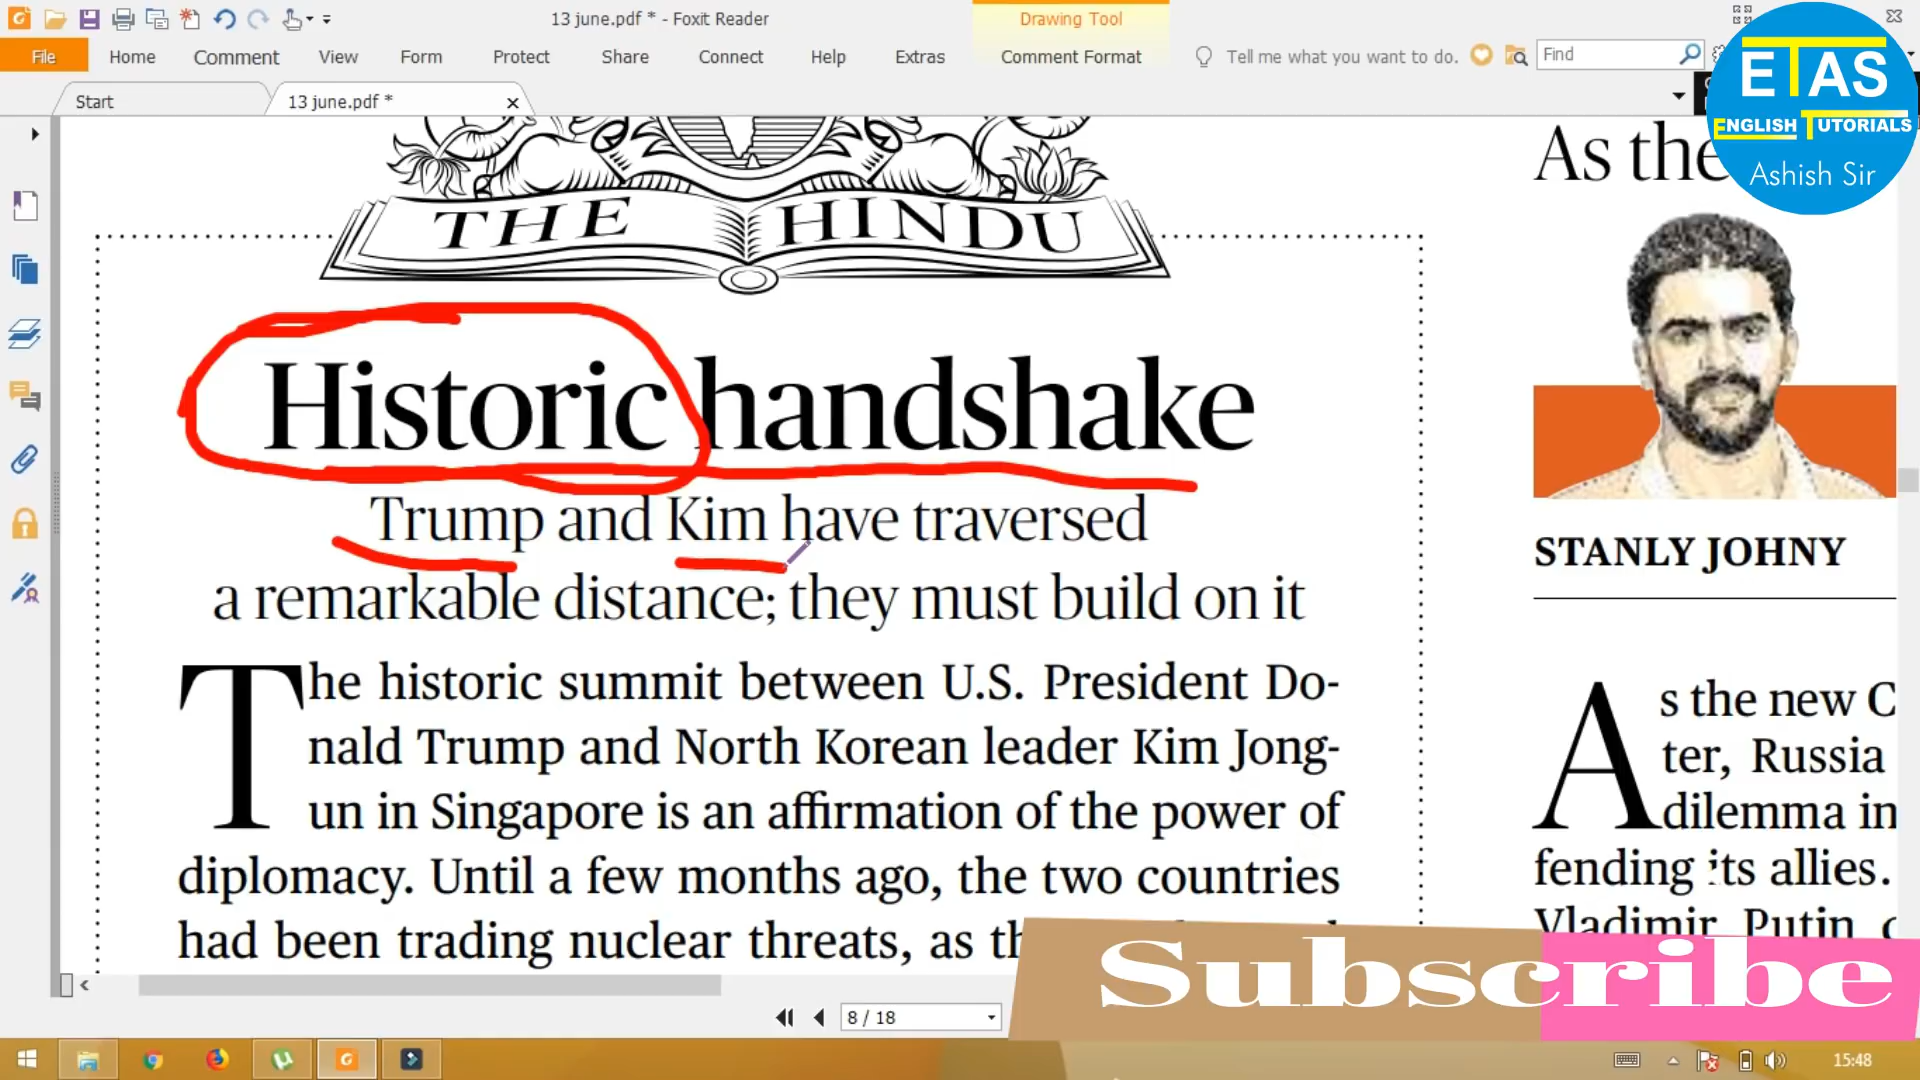 13 june.pdf * - Foxit Reader
Drawing Tool
File
Home
Comment
View
Form
Protect
Share
Connect
Help
Extras
Comment Format
Tell me what you want to do.
Find
Start
13 june.pdf *
ETAS
ENGLISH TUTORIALS
Ashish Sir
THE HINDU
Historic handshake
Trump and Kim have traversed
a remarkable distance; they must build on it
The historic summit between U.S. President Do-
nald Trump and North Korean leader Kim Jong-
un in Singapore is an affirmation of the power of
diplomacy. Until a few months ago, the two countries
had been trading nuclear threats, as
As the
STANLY JOHNY
As the new C
ter, Russia
dilemma in
fending its allies.
Vladimir Putin
Subscribe
8 / 18
15:48